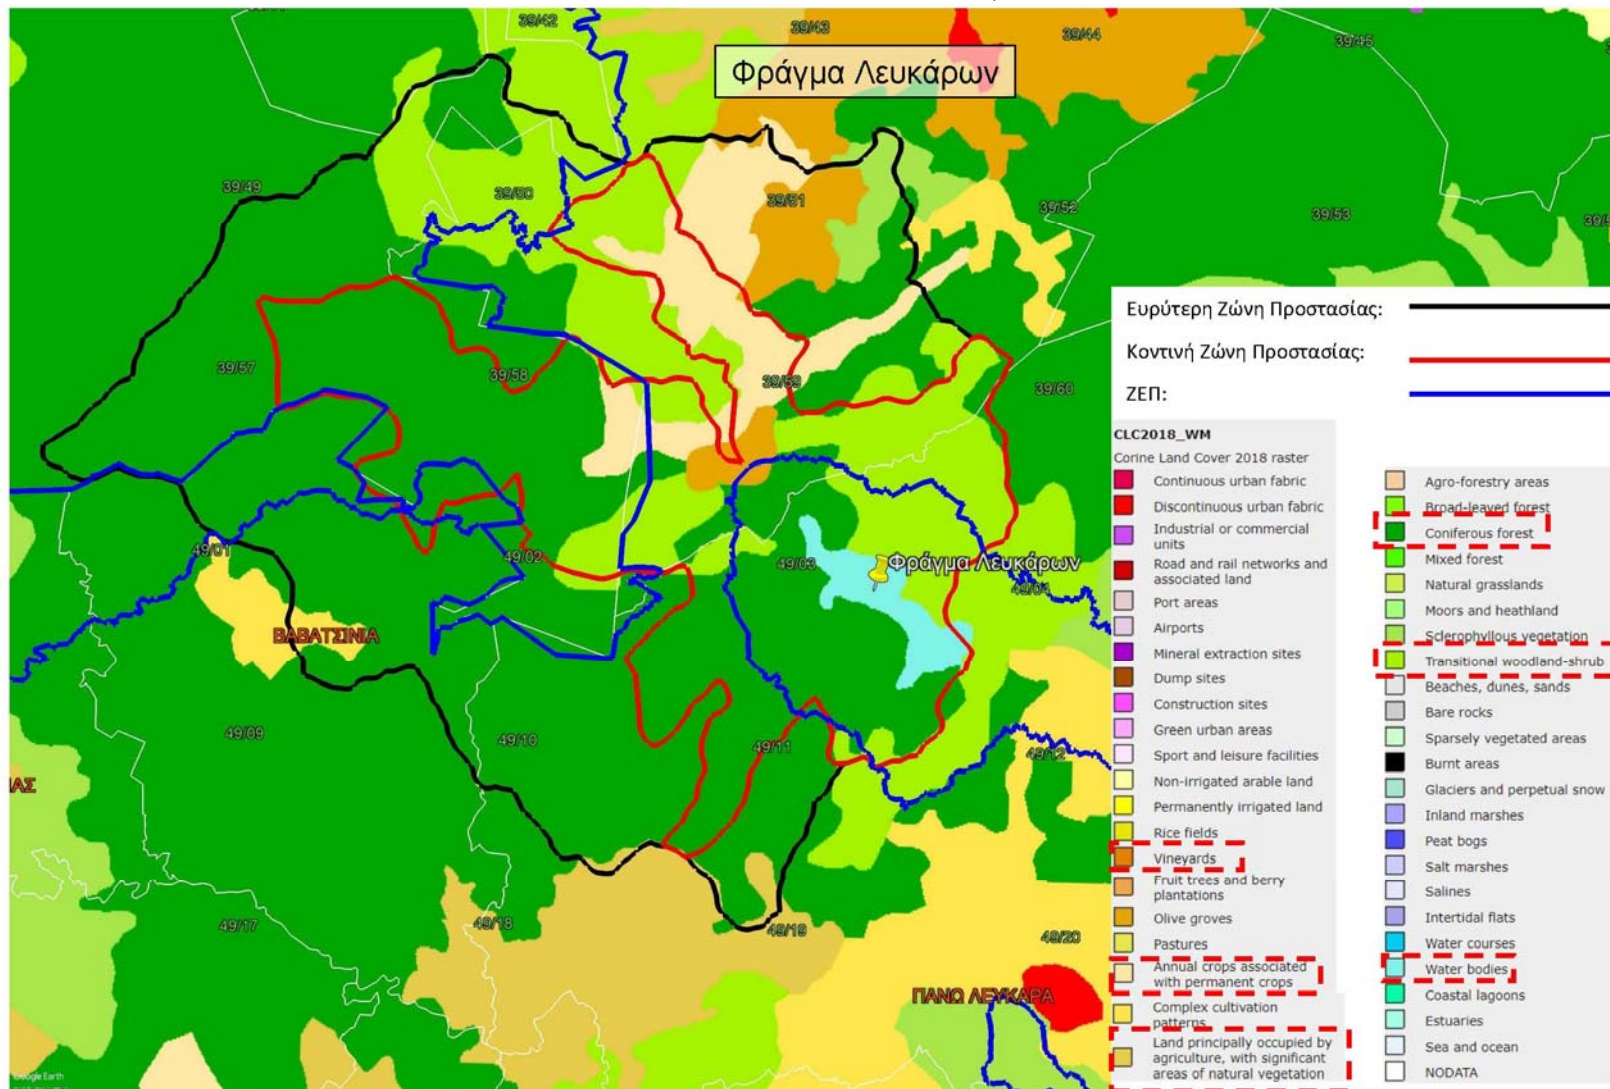 39/42
39/43
39/44
39/45
Φράγμα Λευκάρων
39/49
39/50
39/51
39/52
39/53
Ευρύτερη Ζώνη Προστασίας:
Κοντινή Ζώνη Προστασίας:
ΖΕΠ:
39/57
39/58
39/59
39/60
49/01
49/02
49/03
Φράγμα Λευκάρων
49/04
ΒΑΒΑΤΣΙΝΙΑ
49/09
49/10
49/11
49/12
ΑΣ
49/17
49/18
49/19
49/20
ΠΑΝΩ ΛΕΥΚΑΡΑ
Google Earth
CLC2018_WM
Corine Land Cover 2018 raster
Continuous urban fabric
Discontinuous urban fabric
Industrial or commercial
units
Road and rail networks and
associated land
Port areas
Airports
Mineral extraction sites
Dump sites
Construction sites
Green urban areas
Sport and leisure facilities
Non-irrigated arable land
Permanently irrigated land
Rice fields
Vineyards
Fruit trees and berry
plantations
Olive groves
Pastures
Annual crops associated
with permanent crops
Complex cultivation
patterns
Land principally occupied by
agriculture, with significant
areas of natural vegetation
Agro-forestry areas
Broad-leaved forest
Coniferous forest
Mixed forest
Natural grasslands
Moors and heathland
Sclerophyllous vegetation
Transitional woodland-shrub
Beaches, dunes, sands
Bare rocks
Sparsely vegetated areas
Burnt areas
Glaciers and perpetual snow
Inland marshes
Peat bogs
Salt marshes
Salines
Intertidal flats
Water courses
Water bodies
Coastal lagoons
Estuaries
Sea and ocean
NODATA